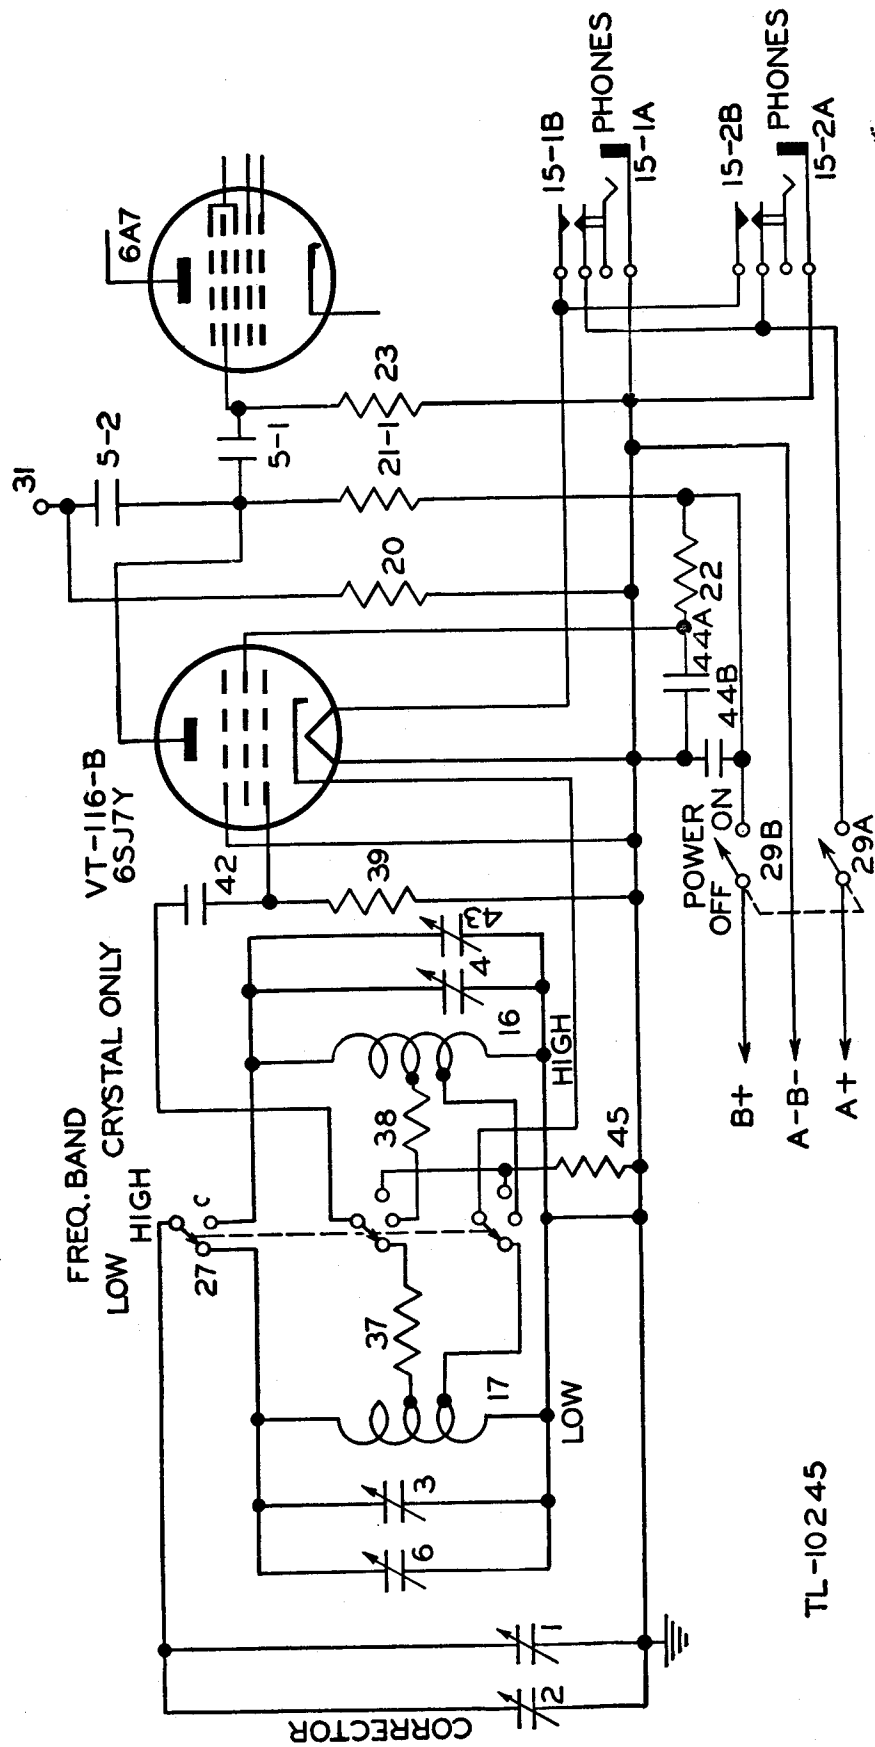 31
5-2
6A7
5-1
23
21-1
20
VT-116-B
6SJ7Y
42
39
43
4
16
HIGH
FREQ. BAND
LOW HIGH CRYSTAL ONLY
27
C
38
45
37
17
LOW
3
6
1
2
CORRECTOR
22
44A
44B
POWER
OFF ON
29B
29A
B+
A-B-
A+
15-1B
PHONES
15-1A
15-2B
PHONES
15-2A
TL-10245